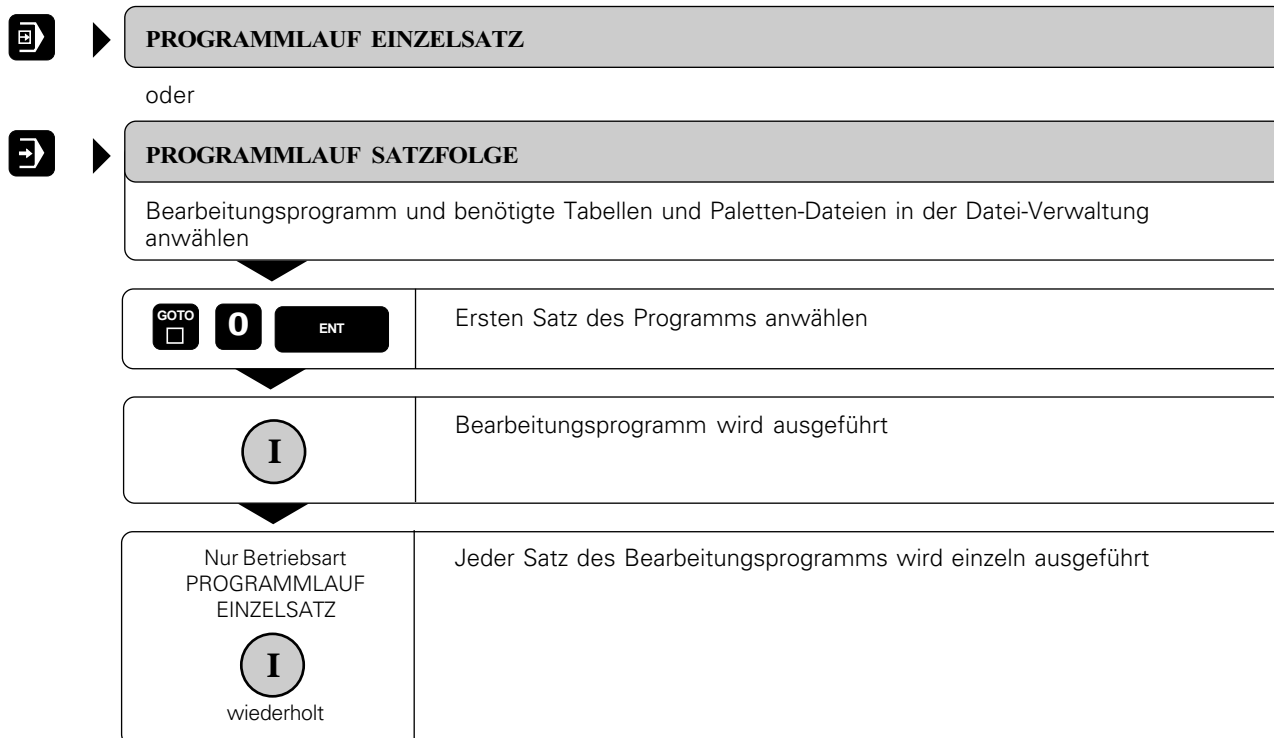 PROGRAMMLAUF EINZELSATZ
oder
PROGRAMMLAUF SATZFOLGE
Bearbeitungsprogramm und benötigte Tabellen und Paletten-Dateien in der Datei-Verwaltung
anwählen
GOTO 0 ENT
Ersten Satz des Programms anwählen
I
Bearbeitungsprogramm wird ausgeführt
Nur Betriebsart
PROGRAMMLAUF
EINZELSATZ
I
wiederholt
Jeder Satz des Bearbeitungsprogramms wird einzeln ausgeführt